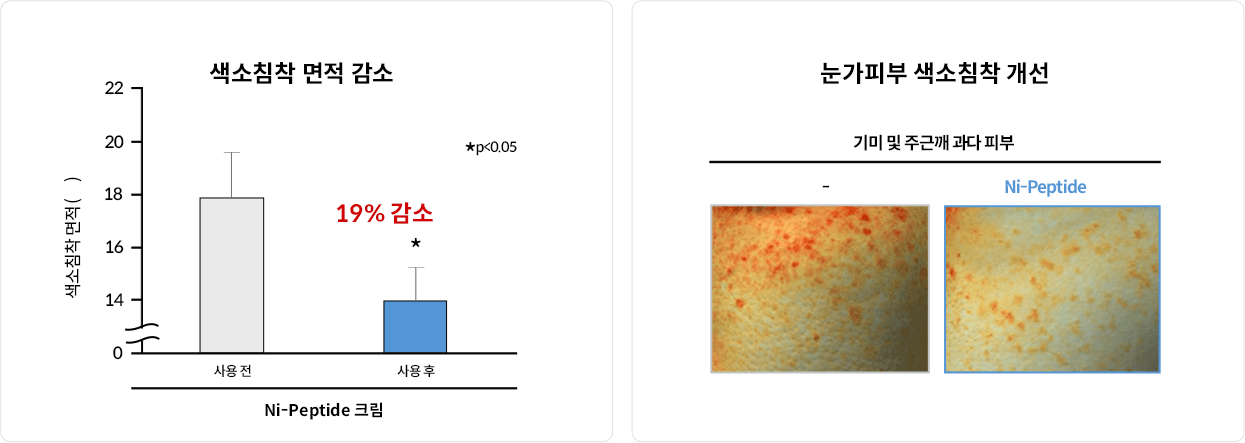 색소침착 면적 감소
22
20
18
16
14
0
색소침착 면적 ( )
*p<0.05
19% 감소
*
사용 전
사용 후
Ni-Peptide 크림
눈가피부 색소침착 개선
기미 및 주근깨 과다 피부
-
Ni-Peptide